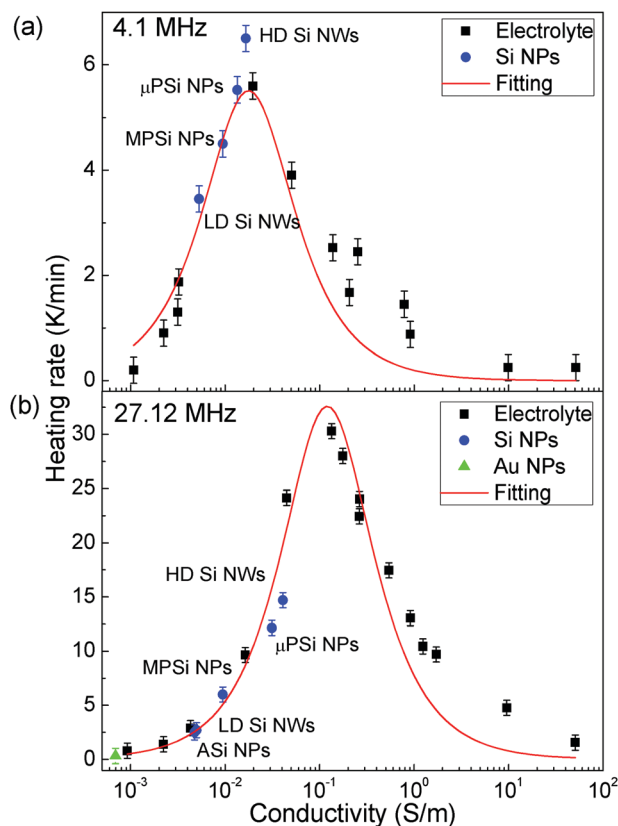 (a)
4.1 MHz
HD Si NWs
μPSi NPs
MPSi NPs
LD Si NWs
Electrolyte
Si NPs
Fitting
6
4
2
0
Heating rate (K/min)
(b)
27.12 MHz
Electrolyte
Si NPs
Au NPs
Fitting
HD Si NWs
μPSi NPs
MPSi NPs
LD Si NWs
ASi NPs
30
25
20
15
10
5
0
10⁻³ 10⁻² 10⁻¹ 10⁰ 10¹ 10²
Conductivity (S/m)